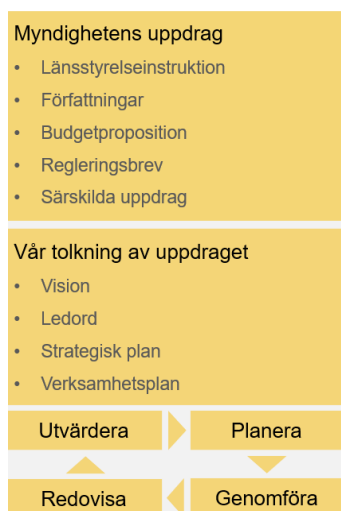 Myndighetens uppdrag
• Länsstyrelseinstruktion
• Författningar
• Budgetproposition
• Regleringsbrev
• Särskilda uppdrag
Vår tolkning av uppdraget
• Vision
• Ledord
• Strategisk plan
• Verksamhetsplan
Utvärdera
Planera
Redovisa
Genomföra